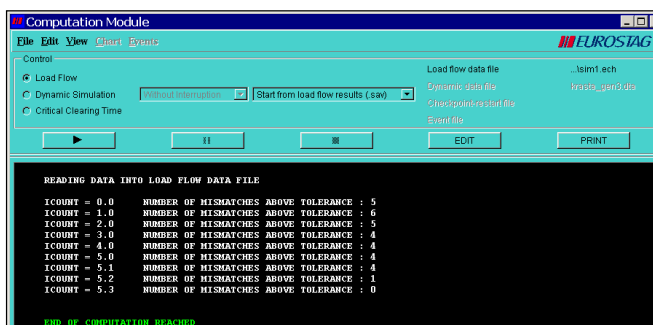 Computation Module
File Edit View Chart Events
EUROSTAG
Control
Load Flow
Dynamic Simulation
Without Interruption
Start from load flow results (.sav)
Critical Clearing Time
Load flow data file ...\sim1.ech
Dynamic data file krasta_gen3.dta
Checkpoint-restart file
Event file
EDIT
PRINT
READING DATA INTO LOAD FLOW DATA FILE
ICOUNT = 0.0 NUMBER OF MISMATCHES ABOVE TOLERANCE : 5
ICOUNT = 1.0 NUMBER OF MISMATCHES ABOVE TOLERANCE : 6
ICOUNT = 2.0 NUMBER OF MISMATCHES ABOVE TOLERANCE : 5
ICOUNT = 3.0 NUMBER OF MISMATCHES ABOVE TOLERANCE : 4
ICOUNT = 4.0 NUMBER OF MISMATCHES ABOVE TOLERANCE : 4
ICOUNT = 5.0 NUMBER OF MISMATCHES ABOVE TOLERANCE : 4
ICOUNT = 5.1 NUMBER OF MISMATCHES ABOVE TOLERANCE : 4
ICOUNT = 5.2 NUMBER OF MISMATCHES ABOVE TOLERANCE : 1
ICOUNT = 5.3 NUMBER OF MISMATCHES ABOVE TOLERANCE : 0
END OF COMPUTATION REACHED